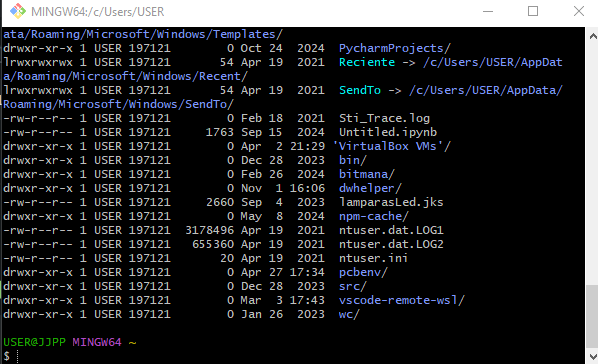 MINGW64:/c/Users/USER
ata/Roaming/Microsoft/Windows/Templates/
drwxr-xr-x 1 USER 197121       0 Oct 24  2024  PycharmProjects/
lrwxrwxrwx 1 USER 197121      54 Apr 19  2021  Reciente -> /c/Users/USER/AppDat
a/Roaming/Microsoft/Windows/Recent/
lrwxrwxrwx 1 USER 197121      54 Apr 19  2021  SendTo -> /c/Users/USER/AppData/
Roaming/Microsoft/Windows/SendTo/
-rw-r--r-- 1 USER 197121       0 Feb 18  2021  Sti_Trace.log
-rw-r--r-- 1 USER 197121    1763 Sep 15  2024  Untitled.ipynb
drwxr-xr-x 1 USER 197121       0 Apr  2 21:29 'VirtualBox VMs'/
drwxr-xr-x 1 USER 197121       0 Dec 28  2023  bin/
drwxr-xr-x 1 USER 197121       0 Feb 26  2024  bitmana/
drwxr-xr-x 1 USER 197121       0 Nov  1 16:06  dwhelper/
-rw-r--r-- 1 USER 197121    2660 Sep  4  2023  lamparasLed.jks
drwxr-xr-x 1 USER 197121       0 May  8  2024  npm-cache/
-rw-r--r-- 1 USER 197121 3178496 Apr 19  2021  ntuser.dat.LOG1
-rw-r--r-- 1 USER 197121  655360 Apr 19  2021  ntuser.dat.LOG2
-rw-r--r-- 1 USER 197121      20 Apr 19  2021  ntuser.ini
drwxr-xr-x 1 USER 197121       0 Apr 27 17:34  pcbenv/
drwxr-xr-x 1 USER 197121       0 Dec 28  2023  src/
drwxr-xr-x 1 USER 197121       0 Mar  3 17:43  vscode-remote-wsl/
drwxr-xr-x 1 USER 197121       0 Jan 26  2023  wc/
USER@JJPP MINGW64 ~
$